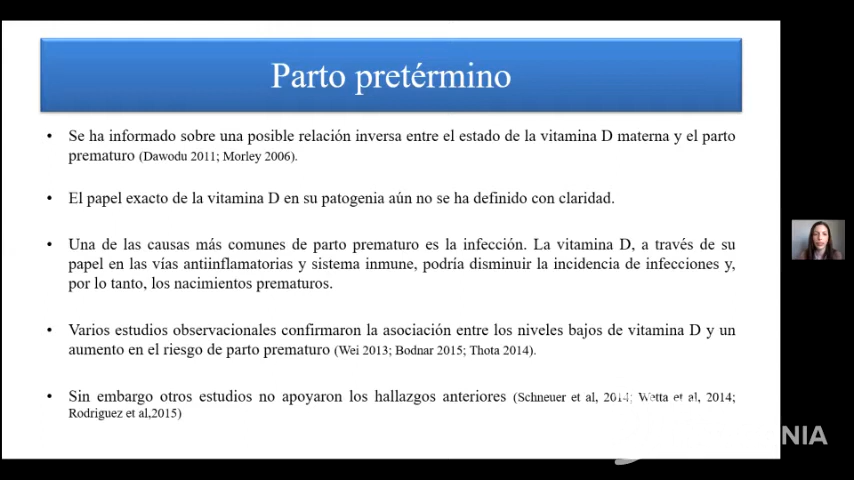 Parto pretérmino
• Se ha informado sobre una posible relación inversa entre el estado de la vitamina D materna y el parto
prematuro (Dawodu 2011; Morley 2006).
• El papel exacto de la vitamina D en su patogenia aún no se ha definido con claridad.
• Una de las causas más comunes de parto prematuro es la infección. La vitamina D, a través de su
papel en las vías antiinflamatorias y sistema inmune, podría disminuir la incidencia de infecciones y,
por lo tanto, los nacimientos prematuros.
• Varios estudios observacionales confirmaron la asociación entre los niveles bajos de vitamina D y un
aumento en el riesgo de parto prematuro (Wei 2013; Bodnar 2015; Thota 2014).
• Sin embargo otros estudios no apoyaron los hallazgos anteriores (Schneuer et al, 2014; Wetta et al, 2014;
Rodriguez et al,2015)